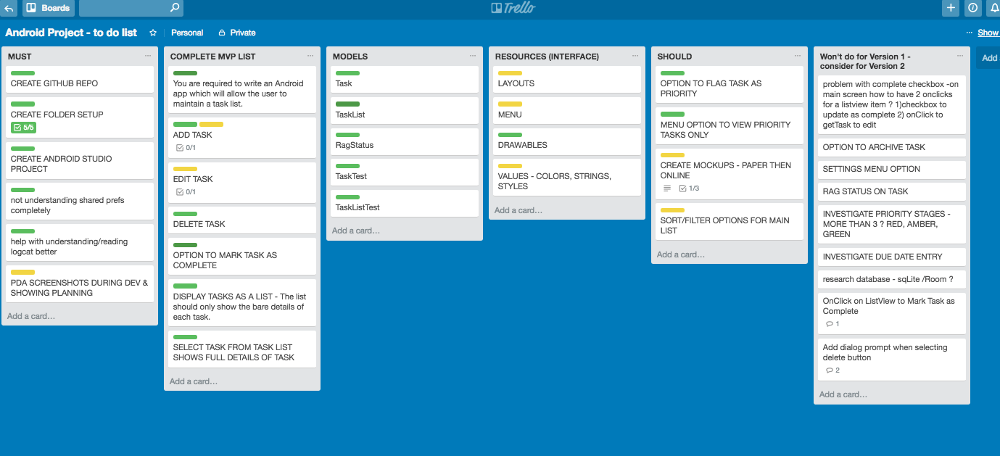 Boards
Trello
Android Project - to do list
Personal
Private
... Show
MUST
CREATE GITHUB REPO
CREATE FOLDER SETUP
5/5
CREATE ANDROID STUDIO
PROJECT
not understanding shared prefs
completely
help with understanding/reading
logcat better
PDA SCREENSHOTS DURING DEV &
SHOWING PLANNING
Add a card...
COMPLETE MVP LIST
You are required to write an Android
app which will allow the user to
maintain a task list.
ADD TASK
0/1
EDIT TASK
0/1
DELETE TASK
OPTION TO MARK TASK AS
COMPLETE
DISPLAY TASKS AS A LIST - The list
should only show the bare details of
each task.
SELECT TASK FROM TASK LIST
SHOWS FULL DETAILS OF TASK
Add a card...
MODELS
Task
TaskList
RagStatus
TaskTest
TaskListTest
Add a card...
RESOURCES (INTERFACE)
LAYOUTS
MENU
DRAWABLES
VALUES - COLORS, STRINGS,
STYLES
Add a card...
SHOULD
OPTION TO FLAG TASK AS
PRIORITY
MENU OPTION TO VIEW PRIORITY
TASKS ONLY
CREATE MOCKUPS - PAPER THEN
ONLINE
1/3
SORT/FILTER OPTIONS FOR MAIN
LIST
Add a card...
Won't do for Version 1 -
consider for Version 2
problem with complete checkbox -on
main screen how to have 2 onclicks
for a listview item ? 1)checkbox to
update as complete 2) onClick to
getTask to edit
OPTION TO ARCHIVE TASK
SETTINGS MENU OPTION
RAG STATUS ON TASK
INVESTIGATE PRIORITY STAGES -
MORE THAN 3 ? RED, AMBER,
GREEN
INVESTIGATE DUE DATE ENTRY
research database - sqLite /Room ?
OnClick on ListView to Mark Task as
Complete
1
Add dialog prompt when selecting
delete button
2
Add a card...
Add